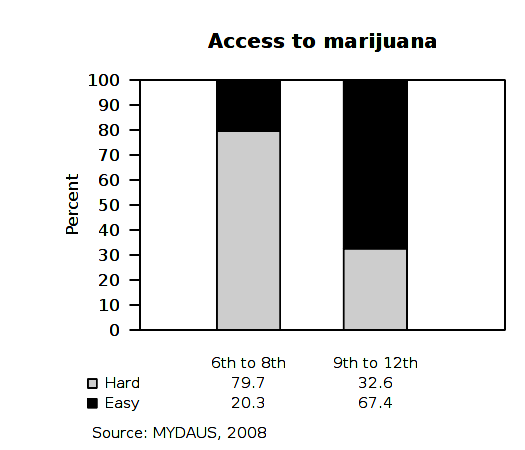 Access to marijuana
Percent
100
90
80
70
60
50
40
30
20
10
0
6th to 8th 9th to 12th
Hard 79.7 32.6
Easy 20.3 67.4
Source: MYDAUS, 2008